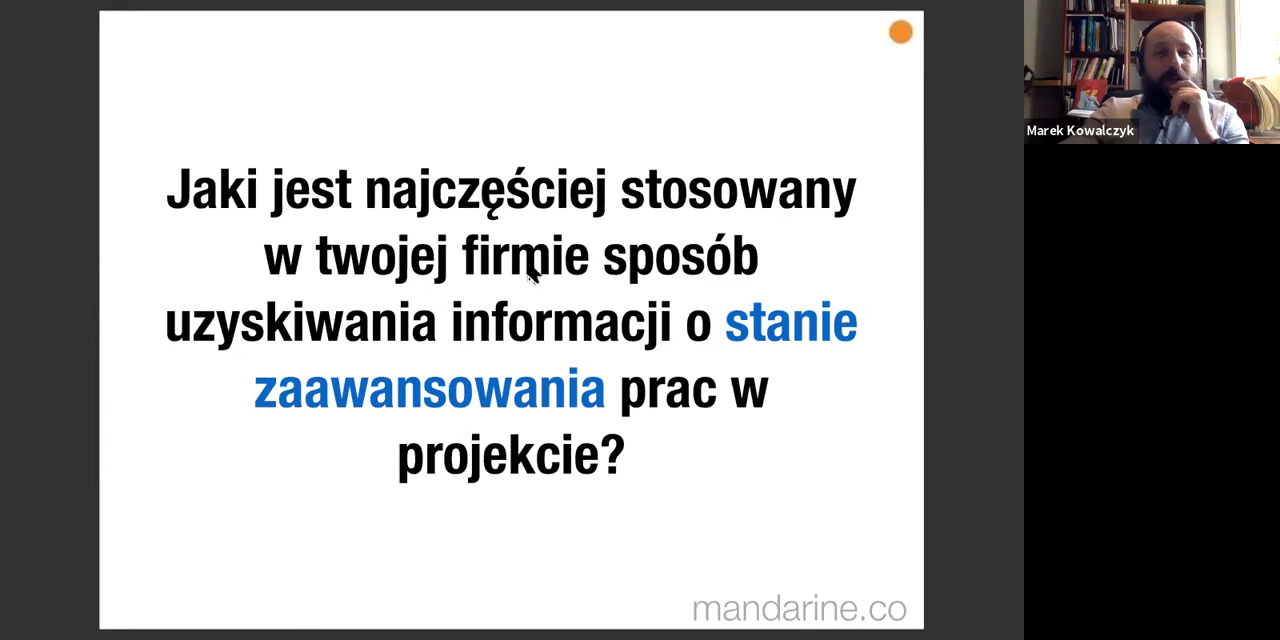 Jaki jest najczęściej stosowany
w twojej firmie sposób
uzyskiwania informacji o stanie
zaawansowania prac w
projekcie?
mandarine.co
Marek Kowalczyk